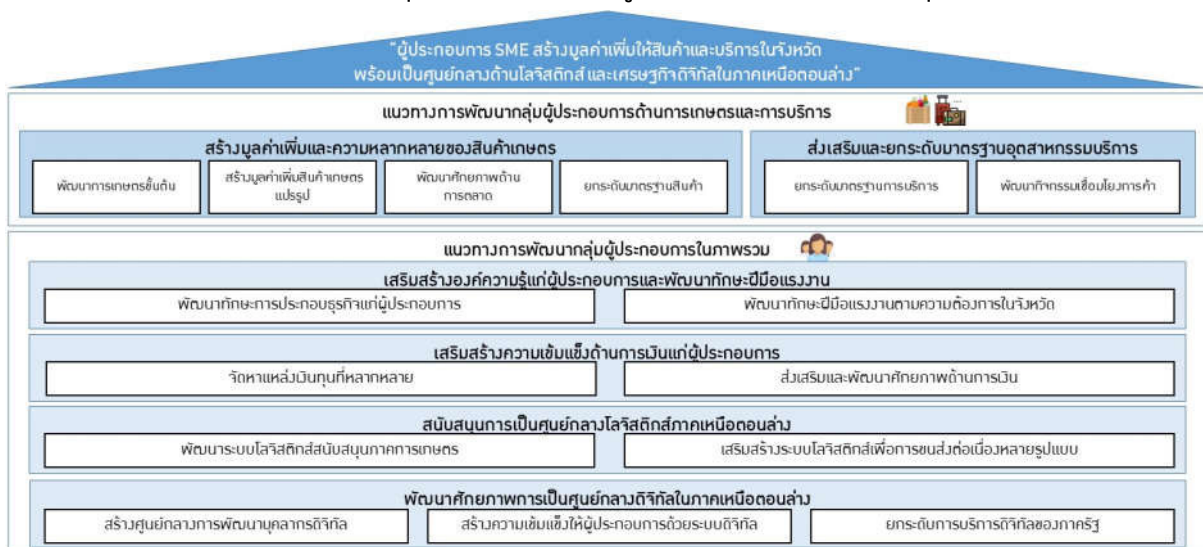 "ผู้ประกอบการ SME สร้างมูลค่าเพิ่มให้สินค้าและบริการในจังหวัด
พร้อมเป็นศูนย์กลางด้านโลจิสติกส์ และเศรษฐกิจดิจิทัลในภาคเหนือตอนล่าง"
แนวทางการพัฒนากลุ่มผู้ประกอบการด้านการเกษตรและการบริการ
สร้างมูลค่าเพิ่มและความหลากหลายของสินค้าเกษตร
พัฒนาการเกษตรขั้นต้น
สร้างมูลค่าเพิ่มสินค้าเกษตร
แปรรูป
พัฒนาศักยภาพด้าน
การตลาด
ยกระดับมาตรฐานสินค้า
ส่งเสริมและยกระดับมาตรฐานอุตสาหกรรมบริการ
ยกระดับมาตรฐานการบริการ
พัฒนากิจกรรมเชื่อมโยงการค้า
แนวทางการพัฒนากลุ่มผู้ประกอบการในภาพรวม
เสริมสร้างองค์ความรู้แก่ผู้ประกอบการและพัฒนาทักษะฝีมือแรงงาน
พัฒนาทักษะการประกอบธุรกิจแก่ผู้ประกอบการ
พัฒนาทักษะฝีมือแรงงานตามความต้องการในจังหวัด
เสริมสร้างความเข้มแข็งด้านการเงินแก่ผู้ประกอบการ
จัดหาแหล่งเงินทุนที่หลากหลาย
ส่งเสริมและพัฒนาศักยภาพด้านการเงิน
สนับสนุนการเป็นศูนย์กลางโลจิสติกส์ภาคเหนือตอนล่าง
พัฒนาระบบโลจิสติกส์สนับสนุนภาคการเกษตร
เสริมสร้างระบบโลจิสติกส์เพื่อการขนส่งต่อเนื่องหลายรูปแบบ
พัฒนาศักยภาพการเป็นศูนย์กลางดิจิทัลในภาคเหนือตอนล่าง
สร้างศูนย์กลางการพัฒนาบุคลากรดิจิทัล
สร้างความเข้มแข็งให้ผู้ประกอบการด้วยระบบดิจิทัล
ยกระดับการบริการดิจิทัลของภาครัฐ